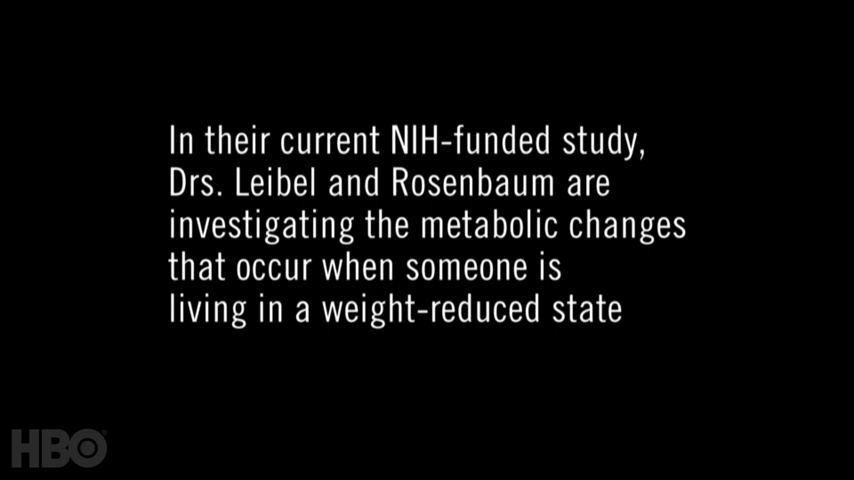 In their current NIH-funded study,
Drs. Leibel and Rosenbaum are
investigating the metabolic changes
that occur when someone is
living in a weight-reduced state
HBO